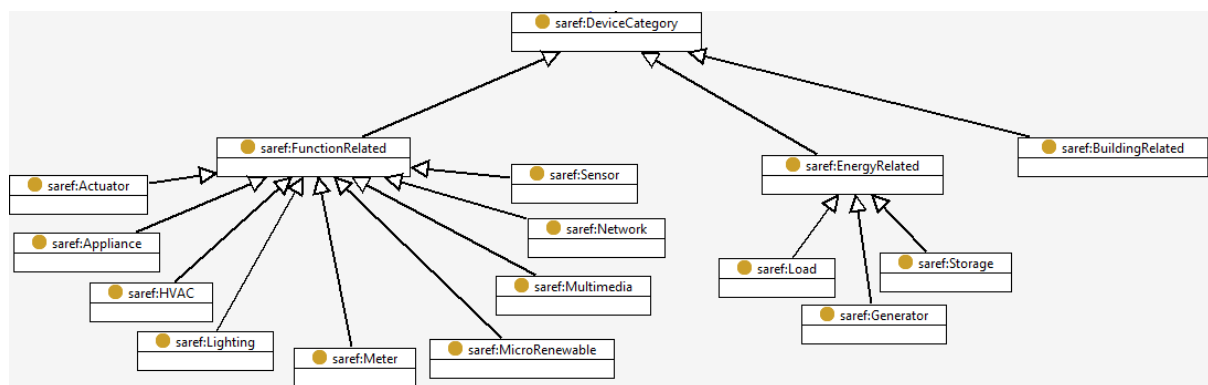 saref:DeviceCategory
saref:FunctionRelated
saref:BuildingRelated
saref:EnergyRelated
saref:Sensor
saref:Actuator
saref:Network
saref:Appliance
saref:Storage
saref:Load
saref:Multimedia
saref:HVAC
saref:Generator
saref:Lighting
saref:MicroRenewable
saref:Meter